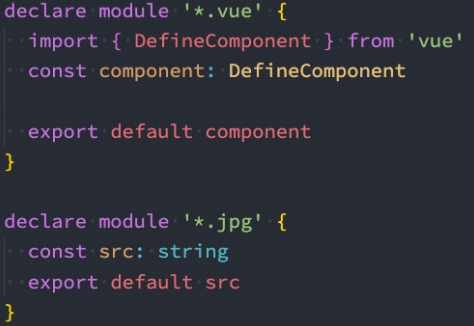 declare module '*.vue' {
  import { DefineComponent } from 'vue'
  const component: DefineComponent
  export default component
}
declare module '*.jpg' {
  const src: string
  export default src
}